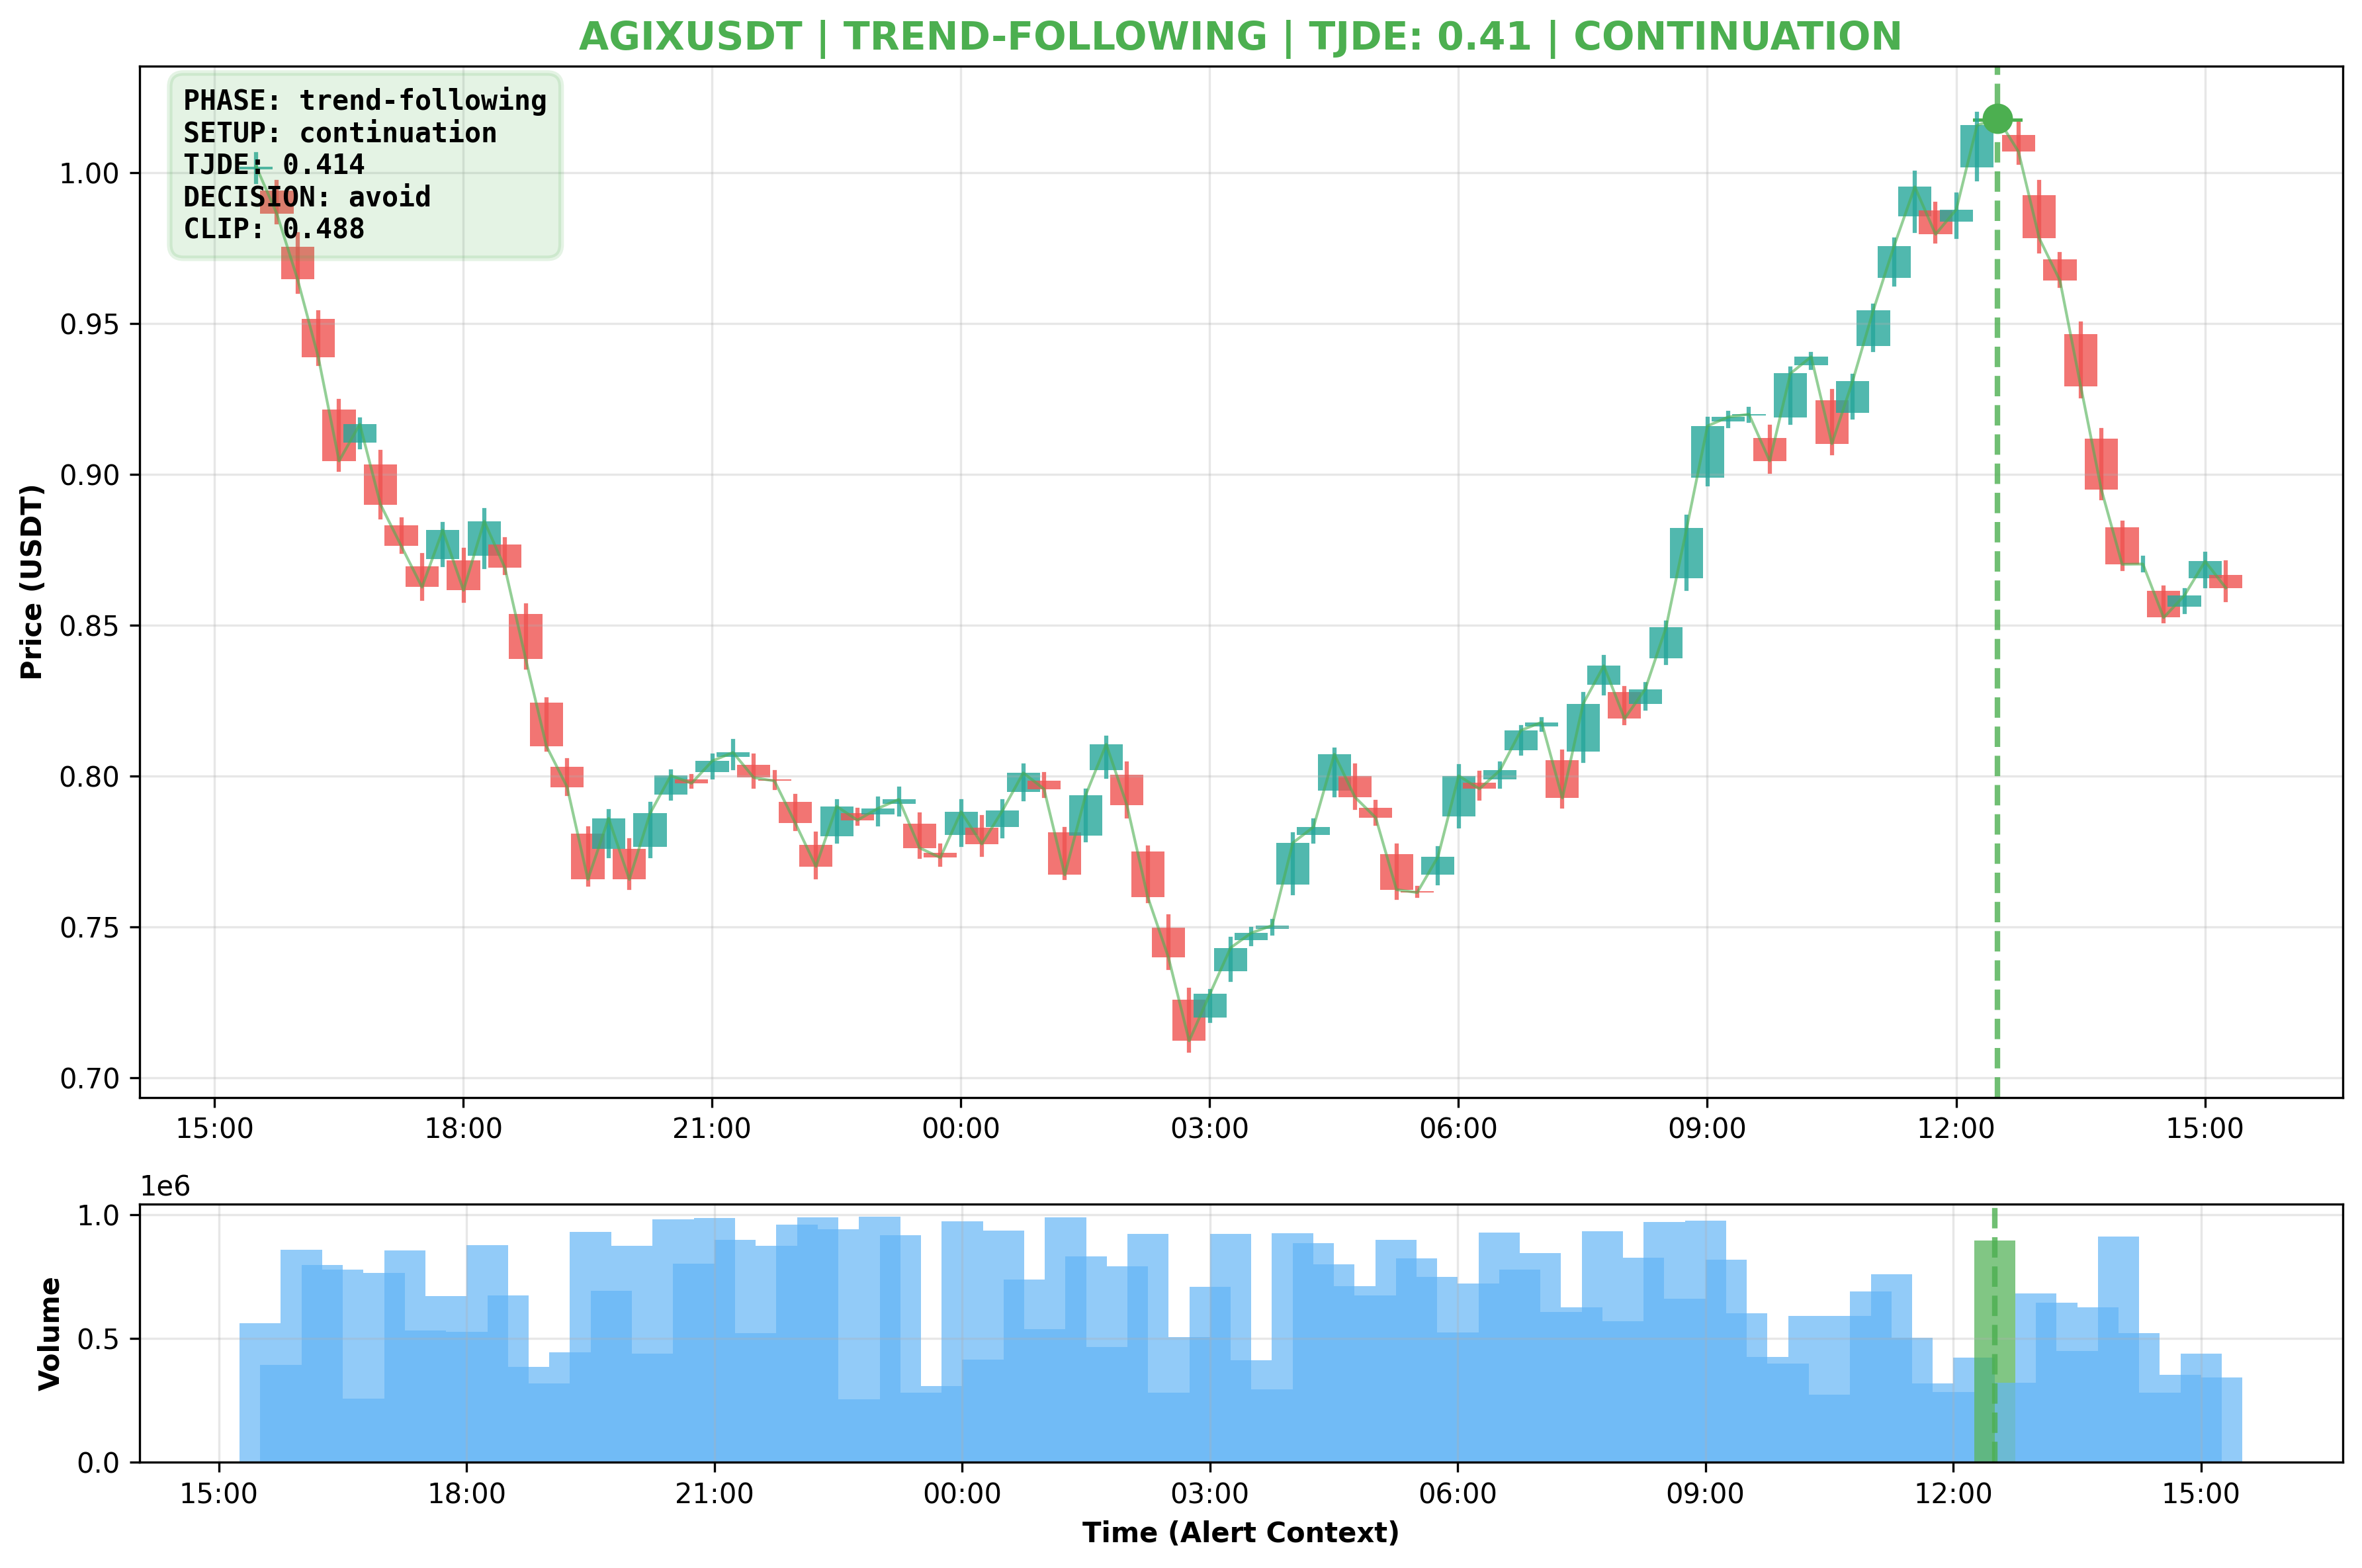 AGIXUSDT | TREND-FOLLOWING | TJDE: 0.41 | CONTINUATION
PHASE: trend-following
SETUP: continuation
TJDE: 0.414
DECISION: avoid
CLIP: 0.488
Price (USDT)
1.00
0.95
0.90
0.85
0.80
0.75
0.70
15:00 18:00 21:00 00:00 03:00 06:00 09:00 12:00 15:00
1e6
Volume
1.0
0.5
0.0
15:00 18:00 21:00 00:00 03:00 06:00 09:00 12:00 15:00
Time (Alert Context)